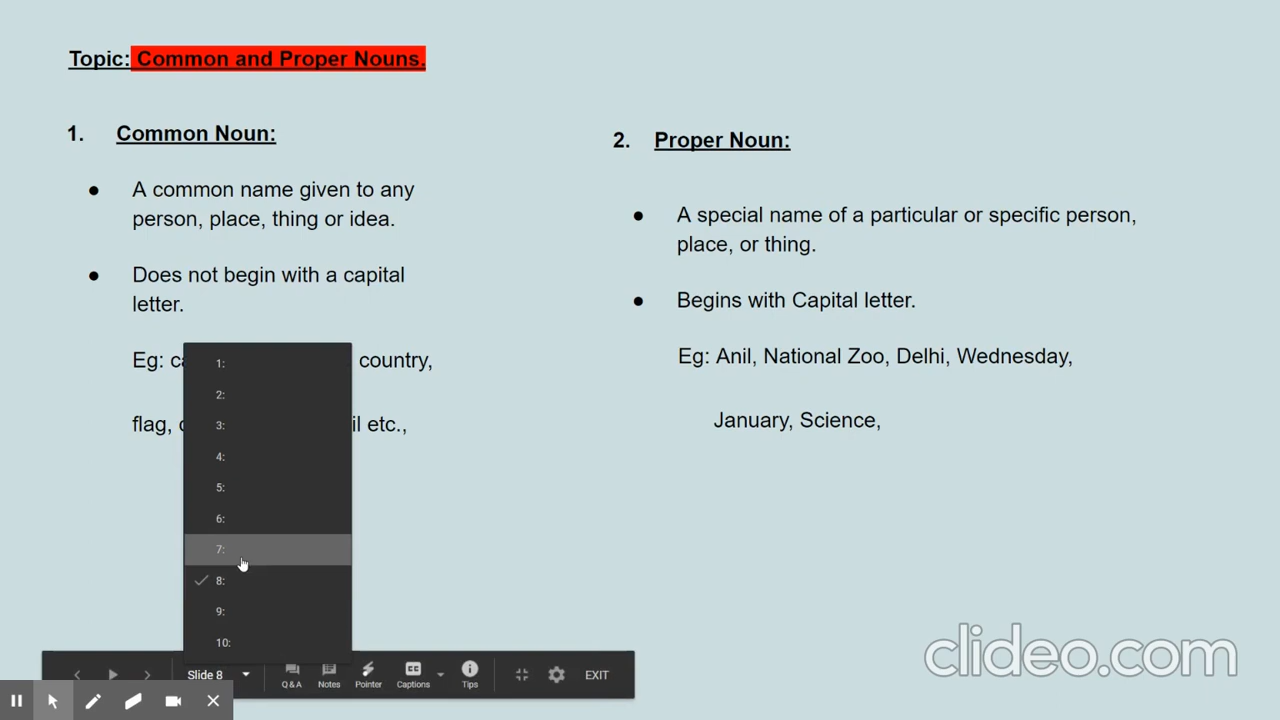 Topic: Common and Proper Nouns.
1. Common Noun:
● A common name given to any
person, place, thing or idea.
● Does not begin with a capital
letter.
Eg: country,
flag, etc.,
2. Proper Noun:
● A special name of a particular or specific person,
place, or thing.
● Begins with Capital letter.
Eg: Anil, National Zoo, Delhi, Wednesday,
January, Science,
1:
2:
3:
4:
5:
6:
7:
8:
9:
10:
Slide 8
Q & A
Notes
Pointer
CC
Captions
Tips
EXIT
clideo.com